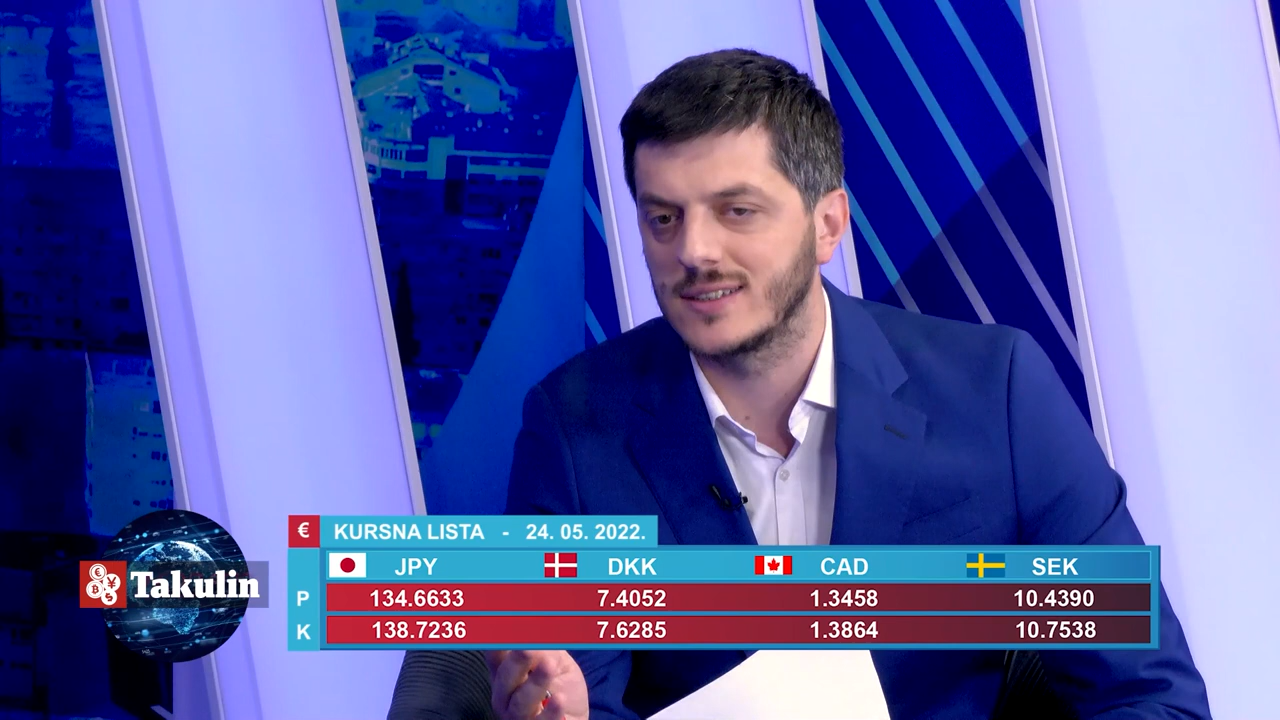 € KURSNA LISTA - 24. 05. 2022.
JPY DKK CAD SEK
P 134.6633 7.4052 1.3458 10.4390
K 138.7236 7.6285 1.3864 10.7538
Takulin